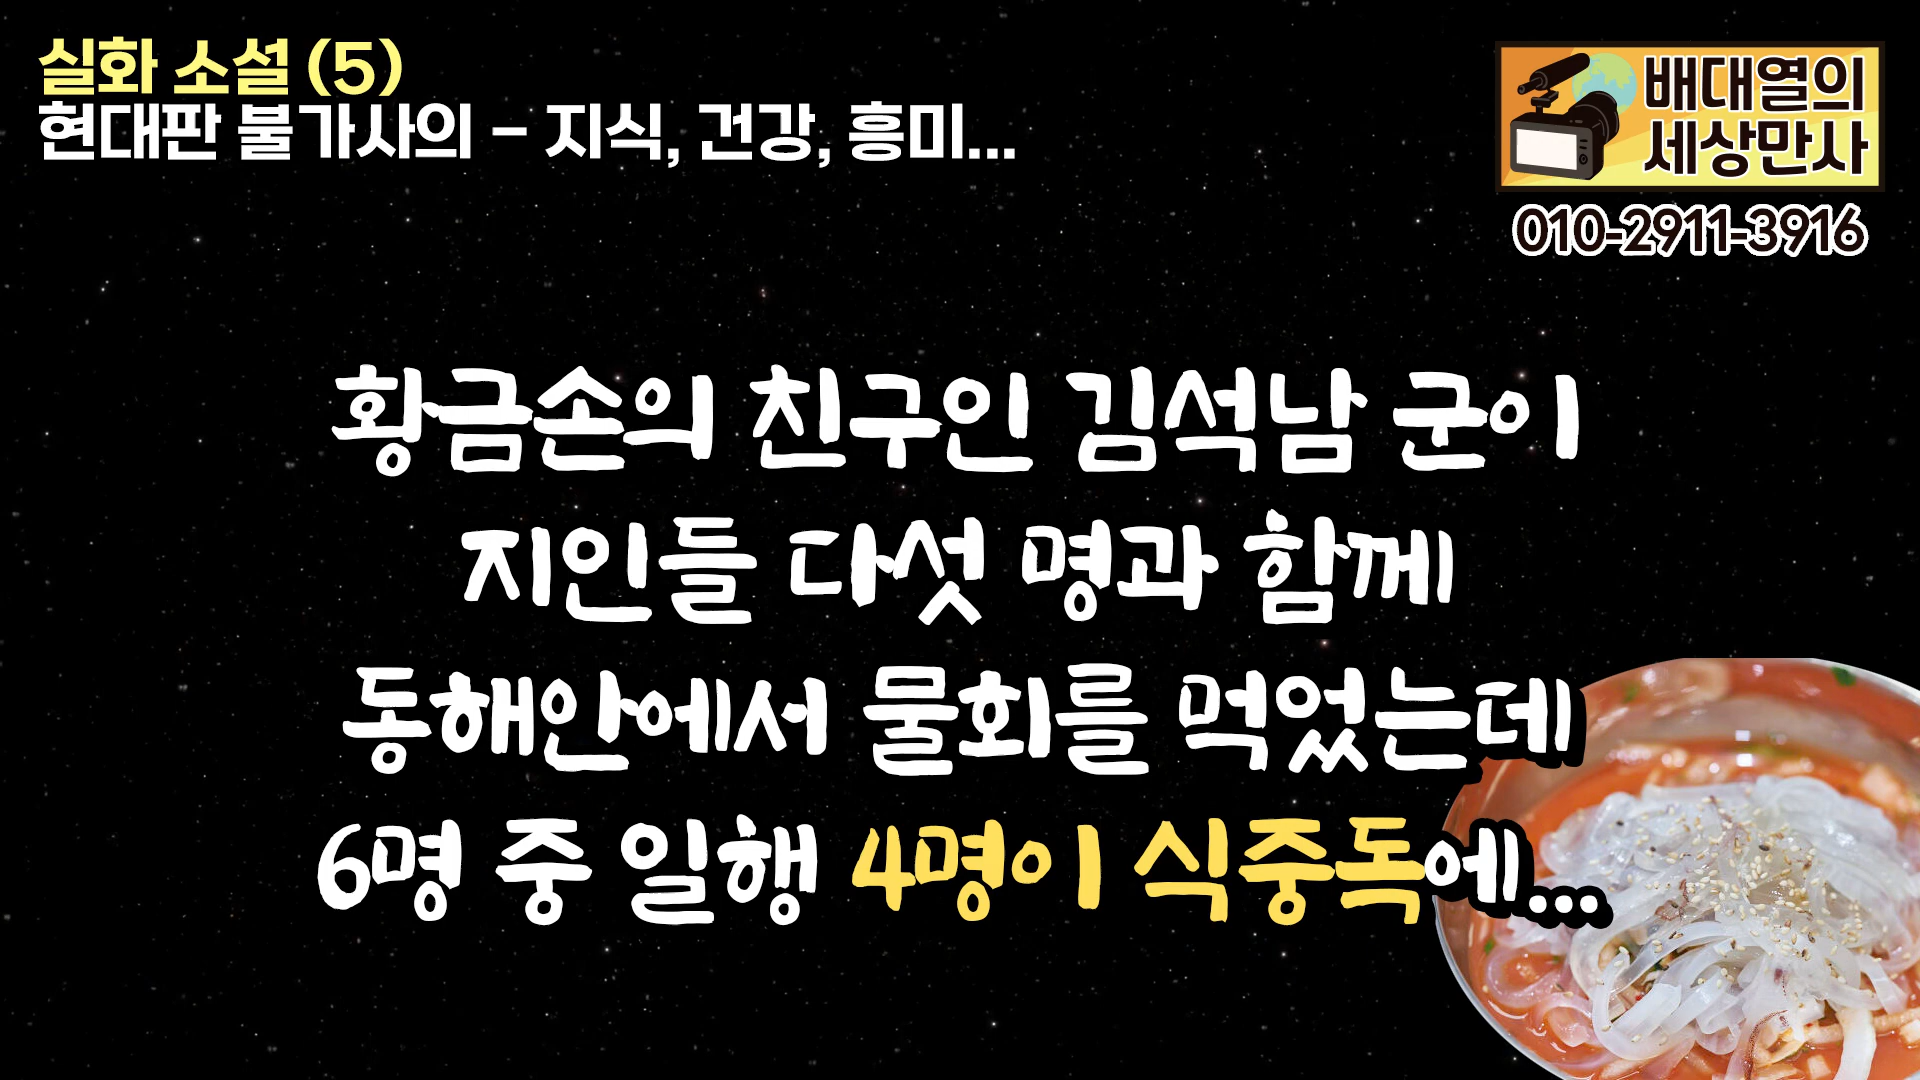 실화 소설 (5)
현대판 불가사의 - 지식, 건강, 흥미...
배대열의
세상만사
010-2911-3916
황금손의 친구인 김석남 군이
지인들 다섯 명과 함께
동해안에서 물회를 먹었는데
6명 중 일행 4명이 식중독에...